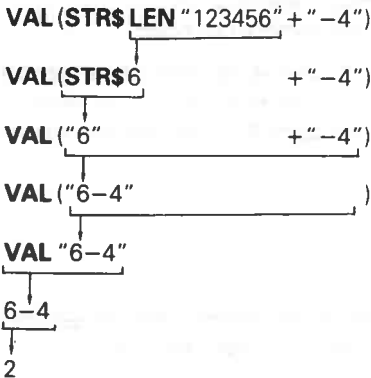 VAL (STR$ LEN "123456" + "−4")
VAL (STR$ 6 + "−4")
VAL ("6" + "−4")
VAL ("6−4" )
VAL "6−4"
6−4
2